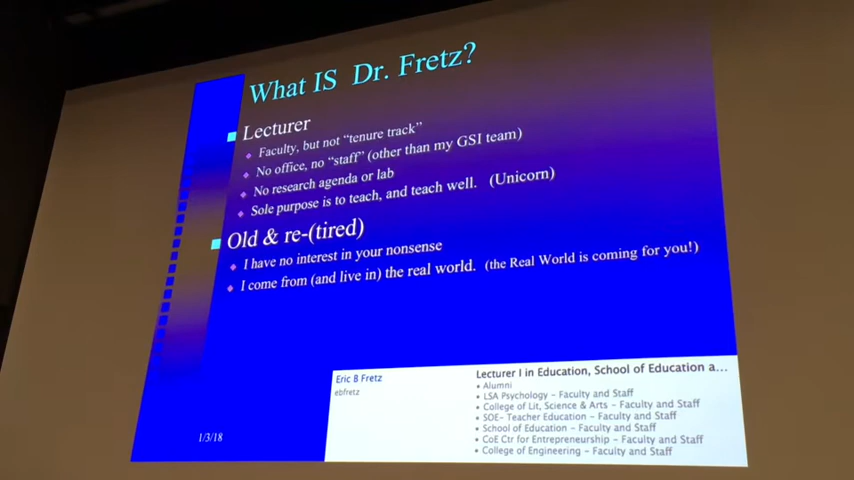 What IS Dr. Fretz?
Lecturer
Faculty, but not “tenure track”
No office, no “staff” (other than my GSI team)
No research agenda or lab
Sole purpose is to teach, and teach well. (Unicorn)
Old & re-(tired)
I have no interest in your nonsense
I come from (and live in) the real world. (the Real World is coming for you!)
Eric B Fretz
ebfretz
Lecturer I in Education, School of Education a...
• Alumni
• LSA Psychology - Faculty and Staff
• College of Lit, Science & Arts - Faculty and Staff
• SOE- Teacher Education - Faculty and Staff
• School of Education - Faculty and Staff
• CoE Ctr for Entrepreneurship - Faculty and Staff
• College of Engineering - Faculty and Staff
1/3/18